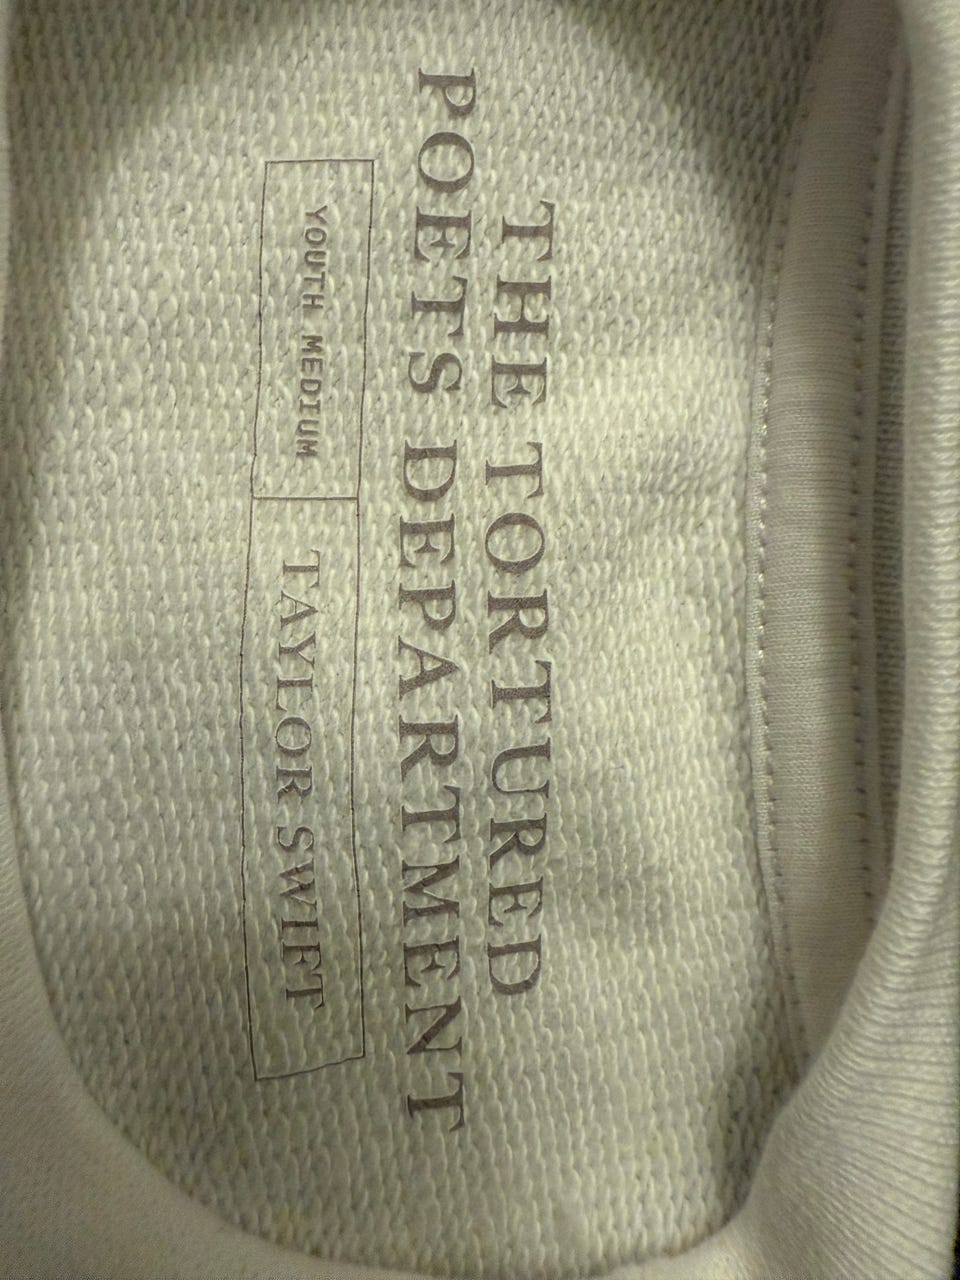 THE TORTURED
POETS DEPARTMENT
YOUTH MEDIUM
TAYLOR SWIFT